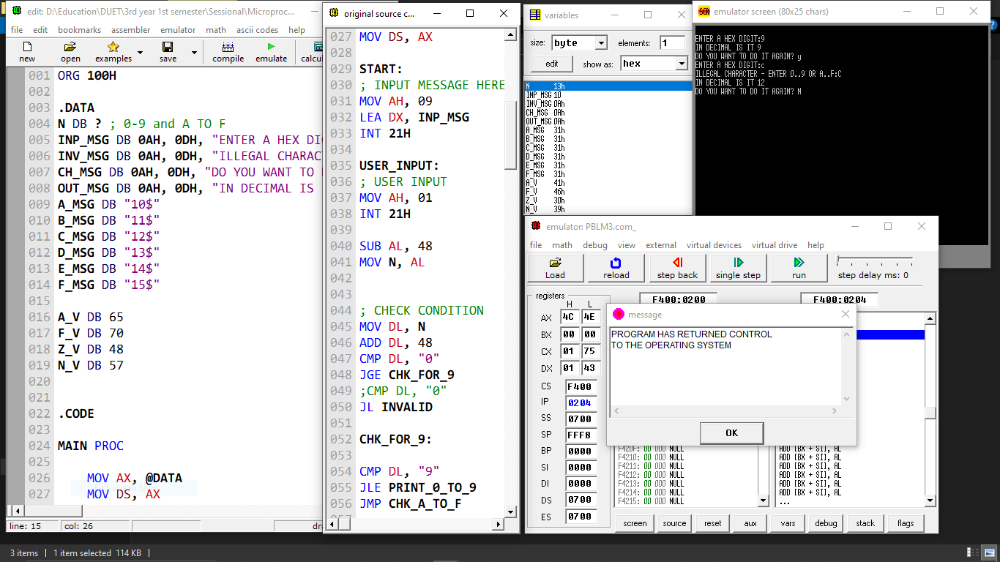 edit: D:\Education\DUET\3rd year 1st semester\Sessional\Microproc...
file edit bookmarks assembler emulator math ascii codes help
new open examples save compile emulate calcu
001 ORG 100H
002
003 .DATA
004 N DB ? ; 0-9 and A TO F
005 INP_MSG DB 0AH, 0DH, "ENTER A HEX DI
006 INV_MSG DB 0AH, 0DH, "ILLEGAL CHARAC
007 CH_MSG DB 0AH, 0DH, "DO YOU WANT TO
008 OUT_MSG DB 0AH, 0DH, "IN DECIMAL IS
009 A_MSG DB "10$"
010 B_MSG DB "11$"
011 C_MSG DB "12$"
012 D_MSG DB "13$"
013 E_MSG DB "14$"
014 F_MSG DB "15$"
015
016 A_V DB 65
017 F_V DB 70
018 Z_V DB 48
019 N_V DB 57
020
021
022 .CODE
023
024 MAIN PROC
025
026 MOV AX, @DATA
027 MOV DS, AX
line: 15 col: 26 dra
3 items 1 item selected 114 KB
original source c...
027 MOV DS, AX
028
029 START:
030 ; INPUT MESSAGE HERE
031 MOV AH, 09
032 LEA DX, INP_MSG
033 INT 21H
034
035 USER_INPUT:
036 ; USER INPUT
037 MOV AH, 01
038 INT 21H
039
040 SUB AL, 48
041 MOV N, AL
042
043
044 ; CHECK CONDITION
045 MOV DL, N
046 ADD DL, 48
047 CMP DL, "0"
048 JGE CHK_FOR_9
049 ;CMP DL, "0"
050 JL INVALID
051
052 CHK_FOR_9:
053
054 CMP DL, "9"
055 JLE PRINT_0_TO_9
056 JMP CHK_A_TO_F
variables
size: byte elements: 1
edit show as: hex
N 13h
INP_MSG 10
INV_MSG 0Ah
CH_MSG 0Ah
OUT_MSG 0Ah
A_MSG 31h
B_MSG 31h
C_MSG 31h
D_MSG 31h
E_MSG 31h
F_MSG 31h
A_V 41h
F_V 46h
Z_V 30h
N_V 39h
emulator screen (80x25 chars)
ENTER A HEX DIGIT:9
IN DECIMAL IS IT 9
DO YOU WANT TO DO IT AGAIN? y
ENTER A HEX DIGIT:c
ILLEGAL CHARACTER - ENTER 0..9 OR A..F:C
IN DECIMAL IS IT 12
DO YOU WANT TO DO IT AGAIN? N
emulator: PBLM3.com_
file math debug view external virtual devices virtual drive help
Load reload step back single step run step delay ms: 0
registers F400:0200 F400:0204
H L
AX 4C 4E
BX 00 00
CX 01 75
DX 01 43
CS F400
IP 0204
SS 0700
SP FFF8
BP 0000
SI 0000
DI 0000
DS 0700
ES 0700
message
PROGRAM HAS RETURNED CONTROL
TO THE OPERATING SYSTEM
OK
F420F: 00 000 NULL ADD [BX + SI], AL
F4210: 00 000 NULL ADD [BX + SI], AL
F4211: 00 000 NULL ADD [BX + SI], AL
F4212: 00 000 NULL ADD [BX + SI], AL
F4213: 00 000 NULL ADD [BX + SI], AL
F4214: 00 000 NULL ADD [BX + SI], AL
F4215: 00 000 NULL ...
screen source reset aux vars debug stack flags